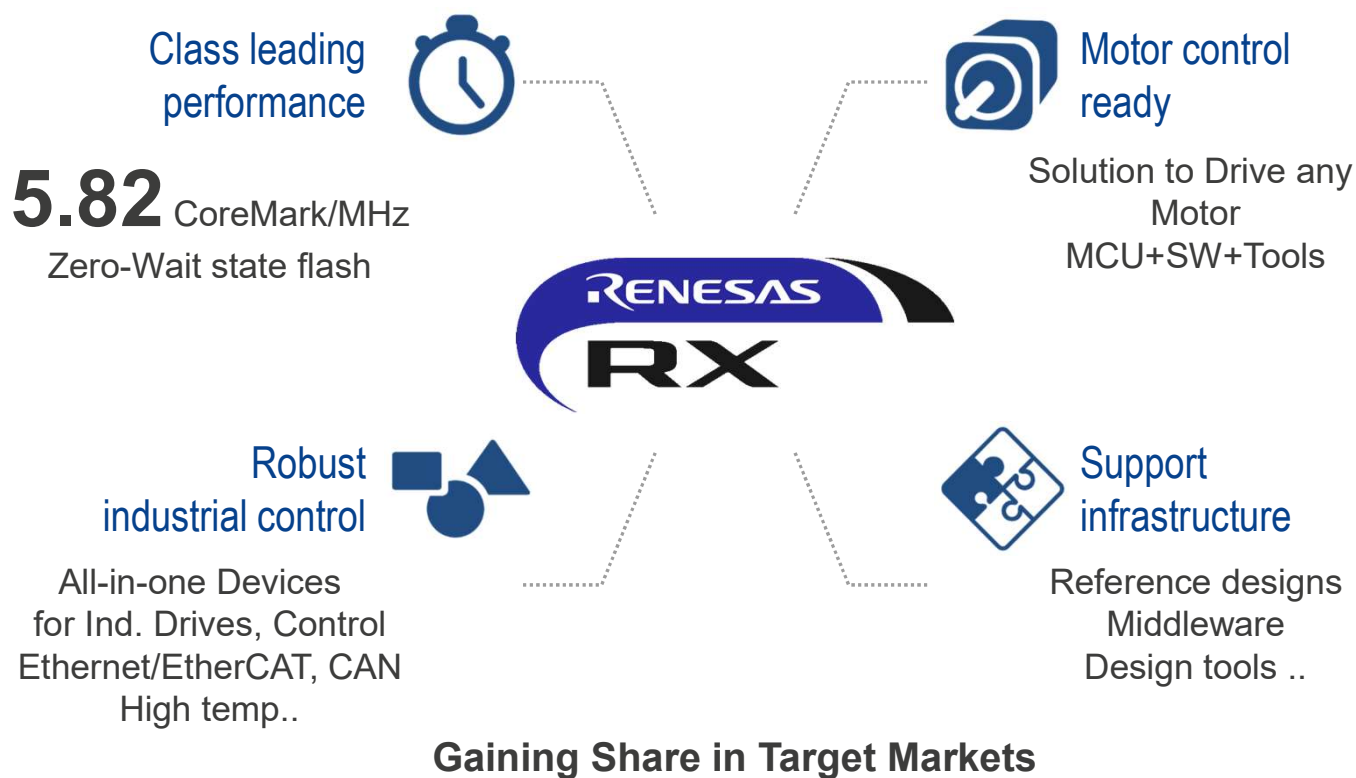 Class leading
performance
5.82 CoreMark/MHz
Zero-Wait state flash
Motor control
ready
Solution to Drive any
Motor
MCU+SW+Tools
RENESAS
RX
Robust
industrial control
All-in-one Devices
for Ind. Drives, Control
Ethernet/EtherCAT, CAN
High temp..
Support
infrastructure
Reference designs
Middleware
Design tools ..
Gaining Share in Target Markets